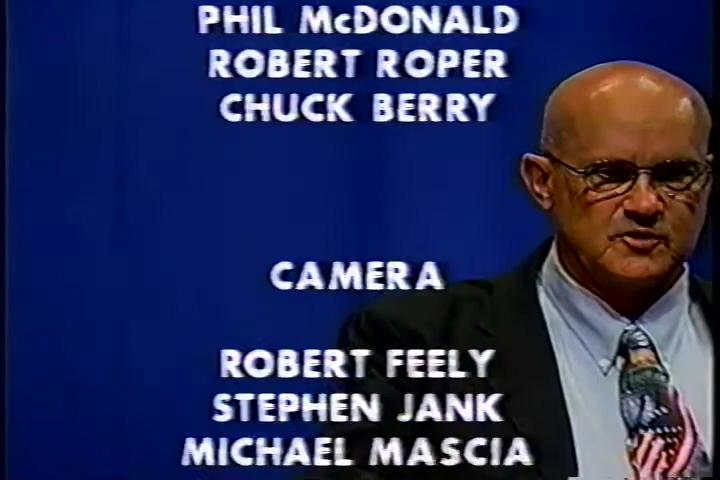 PHIL McDONALD
ROBERT ROPER
CHUCK BERRY
CAMERA
ROBERT FEELY
STEPHEN JANK
MICHAEL MASCIA